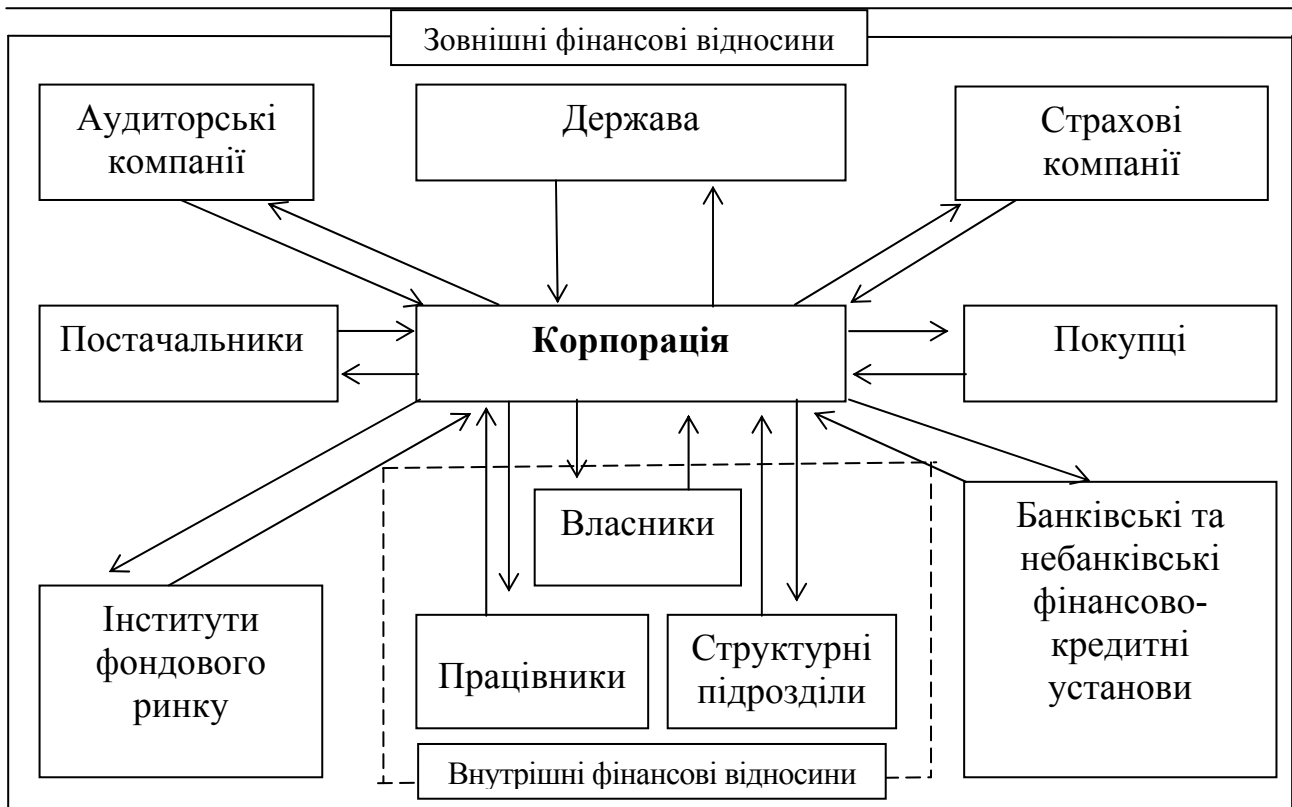 Зовнішні фінансові відносини
Аудиторські
компанії
Держава
Страхові
компанії
Постачальники
Корпорація
Покупці
Власники
Банківські та
небанківські
фінансово-
кредитні
установи
Інститути
фондового
ринку
Працівники
Структурні
підрозділи
Внутрішні фінансові відносини